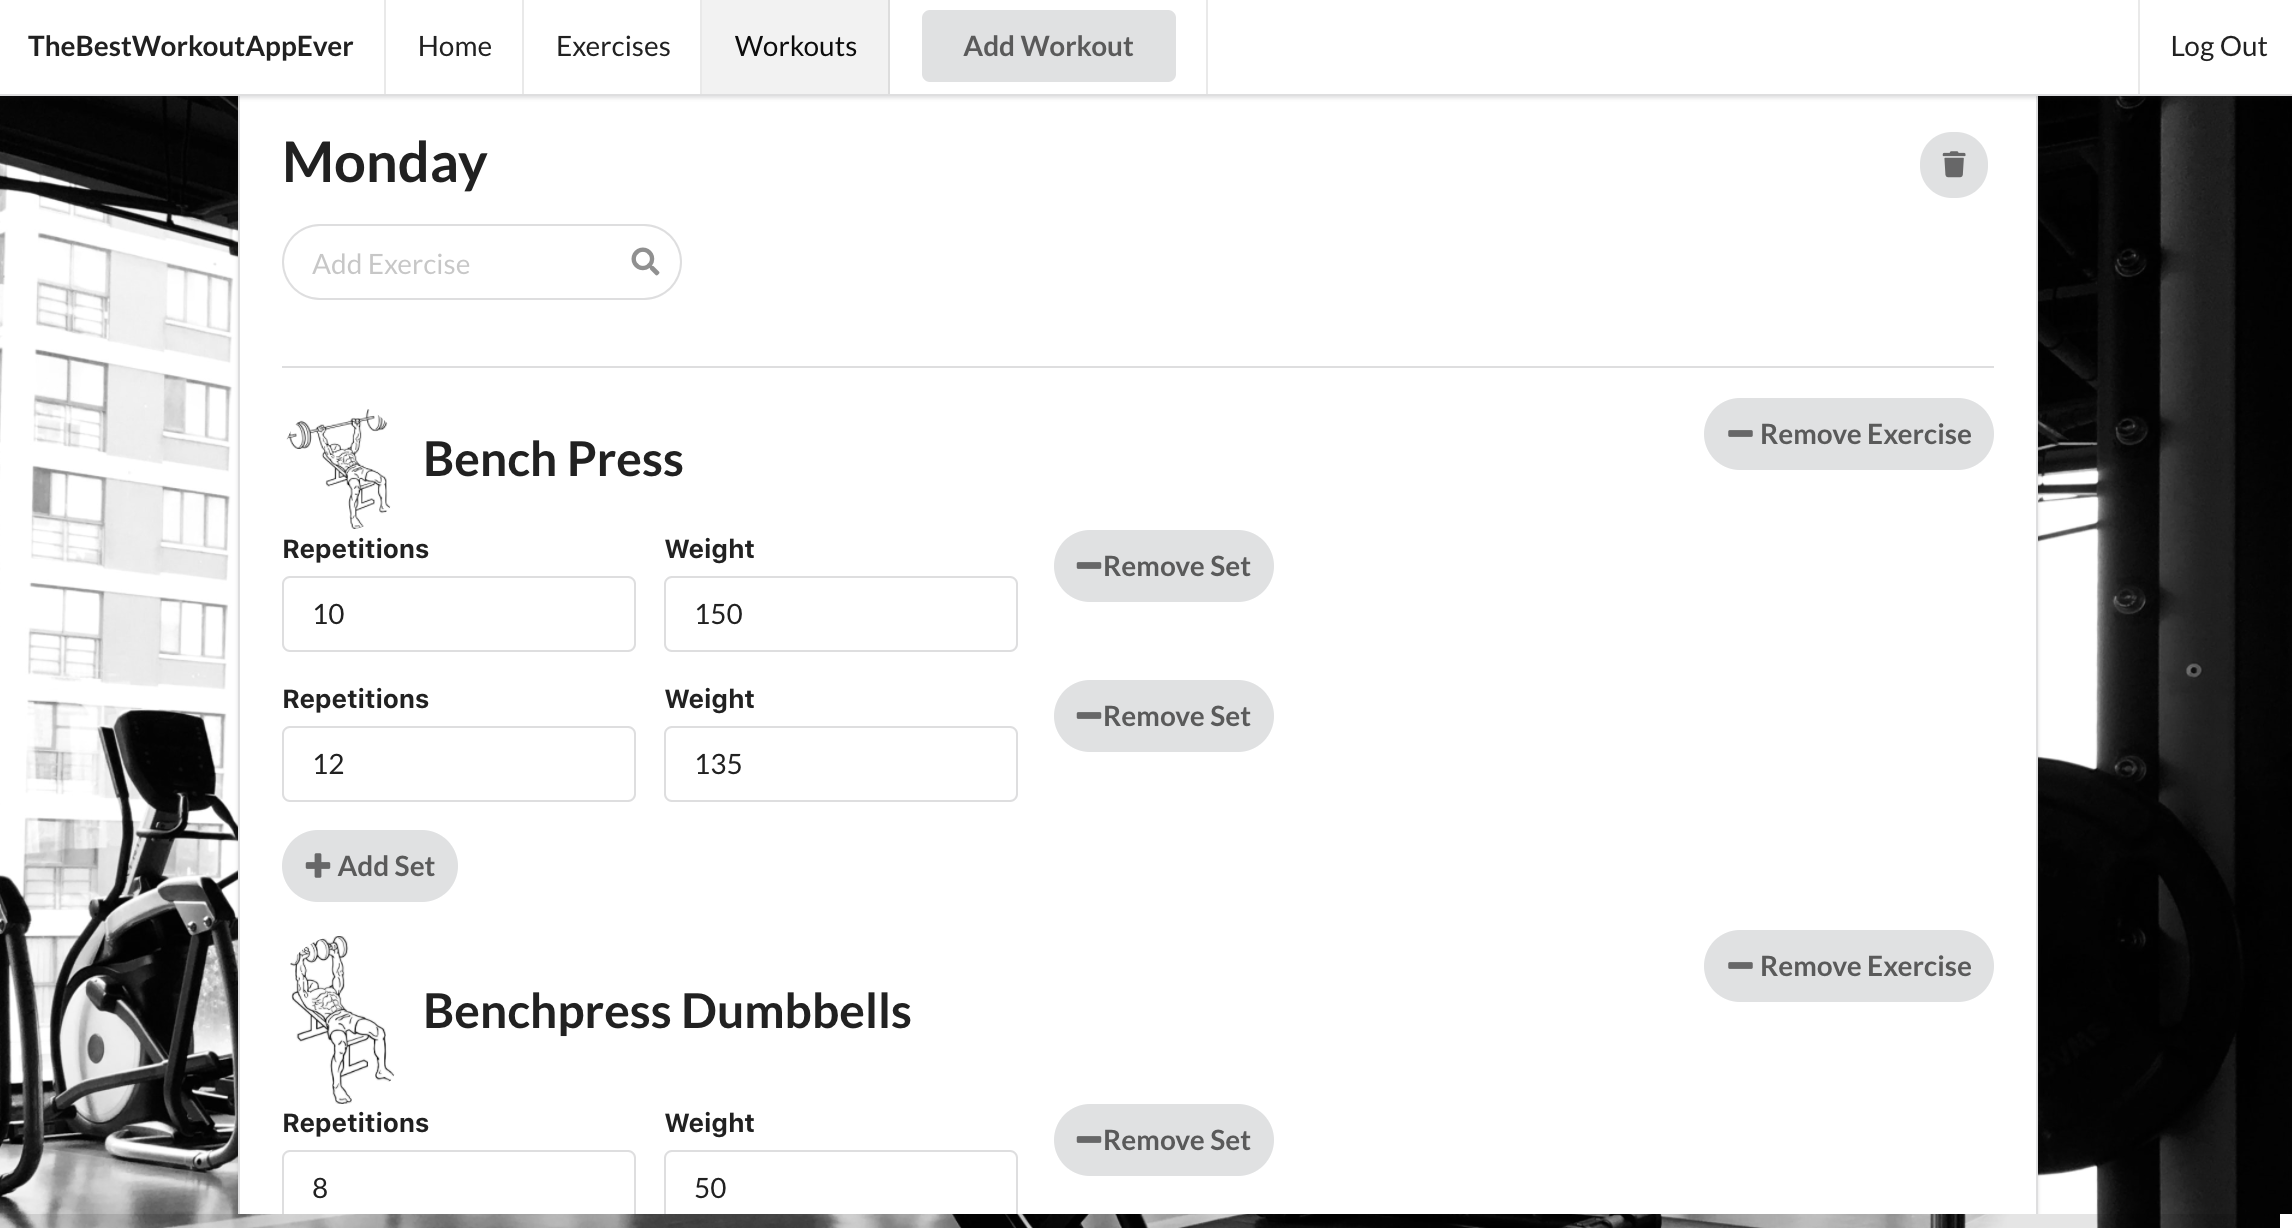 TheBestWorkoutAppEver Home Exercises Workouts Add Workout Log Out
Monday
Add Exercise
Bench Press Remove Exercise
Repetitions Weight Remove Set
10 150
Repetitions Weight Remove Set
12 135
Add Set
Benchpress Dumbbells Remove Exercise
Repetitions Weight Remove Set
8 50